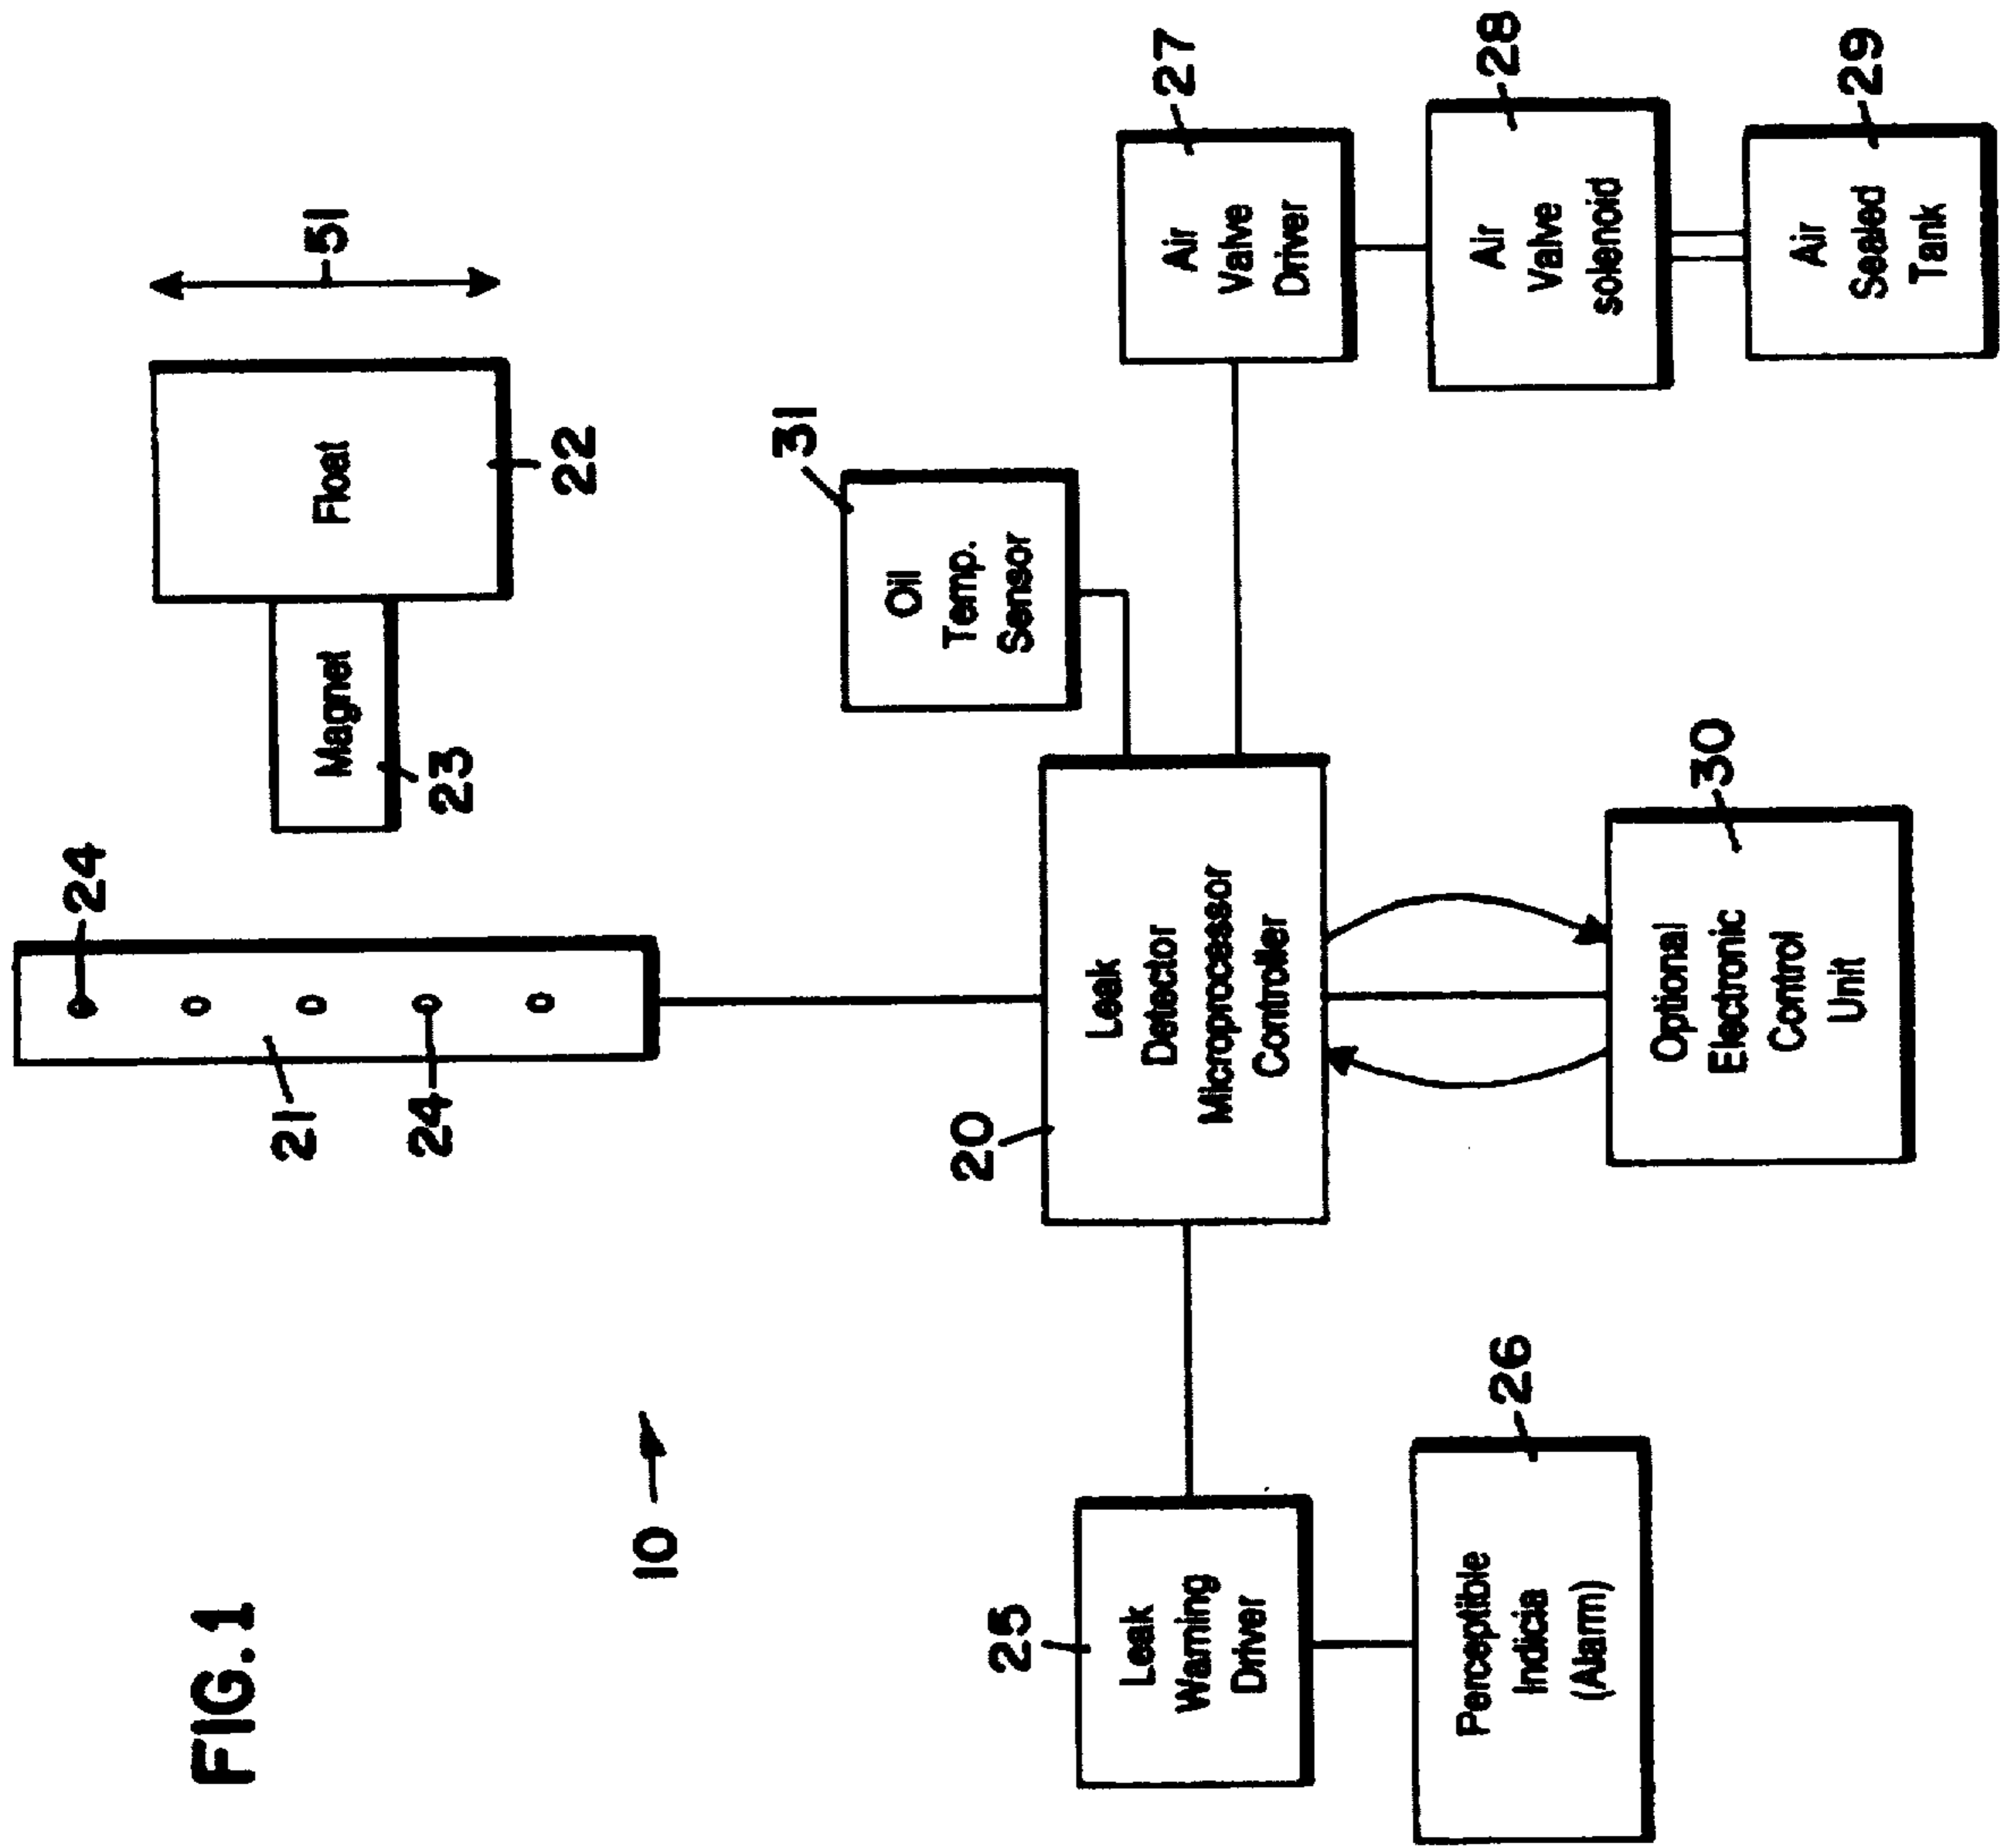 FIG. 1
10
24
21
24
Magnet
23
Float
22
51
20
Leak
Detector
Microprocessor
Controller
31
Oil
Temp.
Sensor
25
Leak
Warning
Driver
26
Perceptible
Indicia
(Alarm)
30
Optional
Electronic
Control
Unit
27
Air
Valve
Driver
28
Air
Valve
solenoid
29
Air
Sealed
Tank